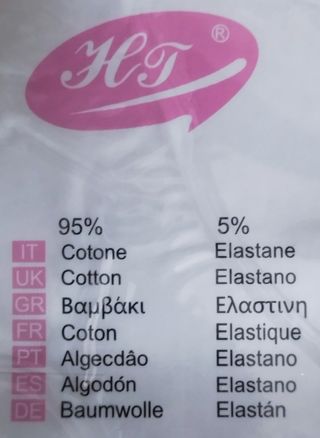 HT ®
95% 5%
IT Cotone Elastane
UK Cotton Elastano
GR Βαμβάκι Ελαστινη
FR Coton Elastique
PT Algecdâo Elastano
ES Algodón Elastano
DE Baumwolle Elastán